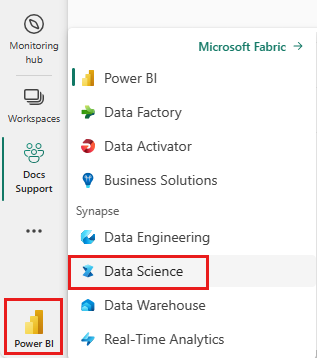 Monitoring
hub
Workspaces
Docs
Support
Power BI
Microsoft Fabric
Power BI
Data Factory
Data Activator
Business Solutions
Synapse
Data Engineering
Data Science
Data Warehouse
Real-Time Analytics